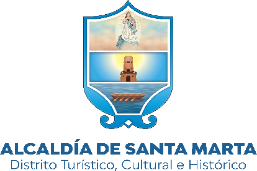 ALCALDÍA DE SANTA MARTA
Distrito Turístico, Cultural e Histórico